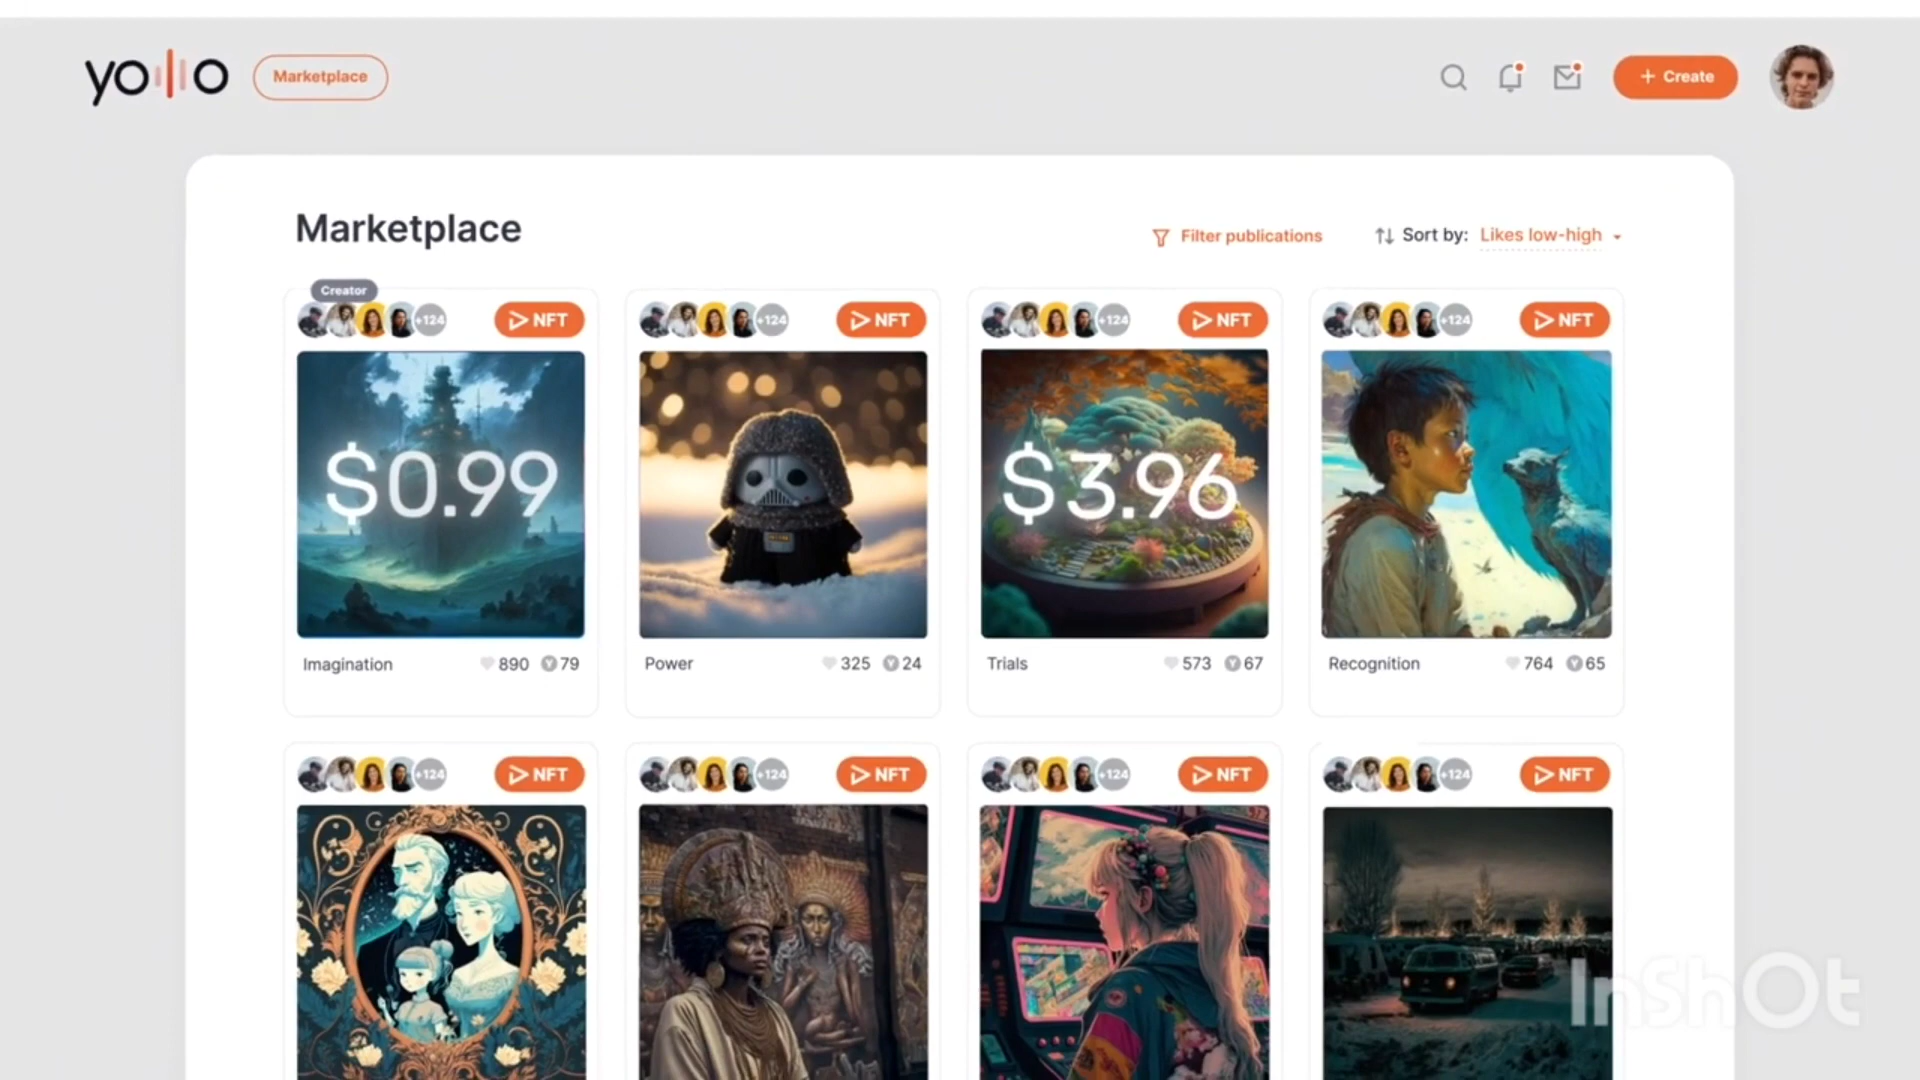 yollo
Marketplace
+ Create
Marketplace
Filter publications
Sort by: Likes low-high
Creator
+124
NFT
+124
NFT
+124
NFT
+124
NFT
$0.99
$3.96
Imagination
890
79
Power
325
24
Trials
573
67
Recognition
764
65
+124
NFT
+124
NFT
+124
NFT
+124
NFT
InShOt